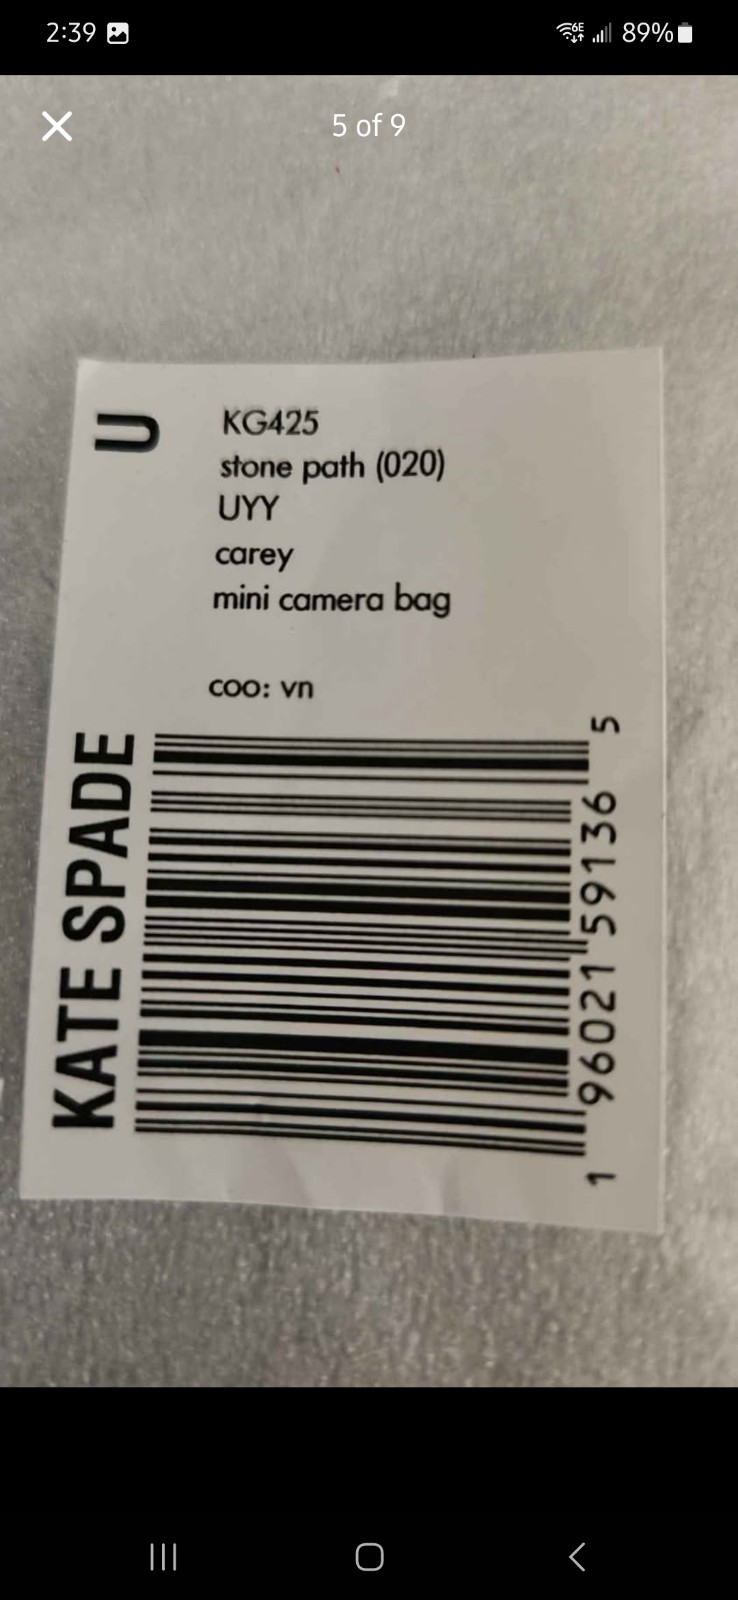 2:39
6E
89%
5 of 9
U
KG425
stone path (020)
UYY
carey
mini camera bag
coo: vn
KATE SPADE
1 96021 59136 5